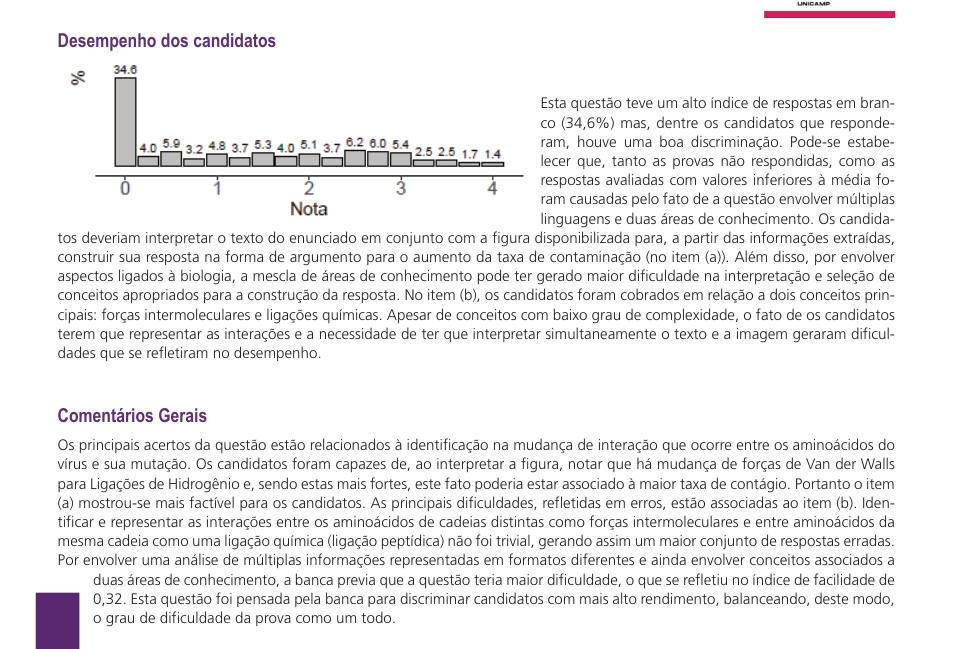 UNICAMP
Desempenho dos candidatos
%
34.6
4.0 5.9 3.2 4.8 3.7 5.3 4.0 5.1 3.7 6.2 6.0 5.4 2.5 2.5 1.7 1.4
0 1 2 3 4
Nota
Esta questão teve um alto índice de respostas em bran-
co (34,6%) mas, dentre os candidatos que responde-
ram, houve uma boa discriminação. Pode-se estabe-
lecer que, tanto as provas não respondidas, como as
respostas avaliadas com valores inferiores à média fo-
ram causadas pelo fato de a questão envolver múltiplas
linguagens e duas áreas de conhecimento. Os candida-
tos deveriam interpretar o texto do enunciado em conjunto com a figura disponibilizada para, a partir das informações extraídas,
construir sua resposta na forma de argumento para o aumento da taxa de contaminação (no item (a)). Além disso, por envolver
aspectos ligados à biologia, a mescla de áreas de conhecimento pode ter gerado maior dificuldade na interpretação e seleção de
conceitos apropriados para a construção da resposta. No item (b), os candidatos foram cobrados em relação a dois conceitos prin-
cipais: forças intermoleculares e ligações químicas. Apesar de conceitos com baixo grau de complexidade, o fato de os candidatos
terem que representar as interações e a necessidade de ter que interpretar simultaneamente o texto e a imagem geraram dificul-
dades que se refletiram no desempenho.
Comentários Gerais
Os principais acertos da questão estão relacionados à identificação na mudança de interação que ocorre entre os aminoácidos do
vírus e sua mutação. Os candidatos foram capazes de, ao interpretar a figura, notar que há mudança de forças de Van der Walls
para Ligações de Hidrogênio e, sendo estas mais fortes, este fato poderia estar associado à maior taxa de contágio. Portanto o item
(a) mostrou-se mais factível para os candidatos. As principais dificuldades, refletidas em erros, estão associadas ao item (b). Iden-
tificar e representar as interações entre os aminoácidos de cadeias distintas como forças intermoleculares e entre aminoácidos da
mesma cadeia como uma ligação química (ligação peptídica) não foi trivial, gerando assim um maior conjunto de respostas erradas.
Por envolver uma análise de múltiplas informações representadas em formatos diferentes e ainda envolver conceitos associados a
duas áreas de conhecimento, a banca previa que a questão teria maior dificuldade, o que se refletiu no índice de facilidade de
0,32. Esta questão foi pensada pela banca para discriminar candidatos com mais alto rendimento, balanceando, deste modo,
o grau de dificuldade da prova como um todo.